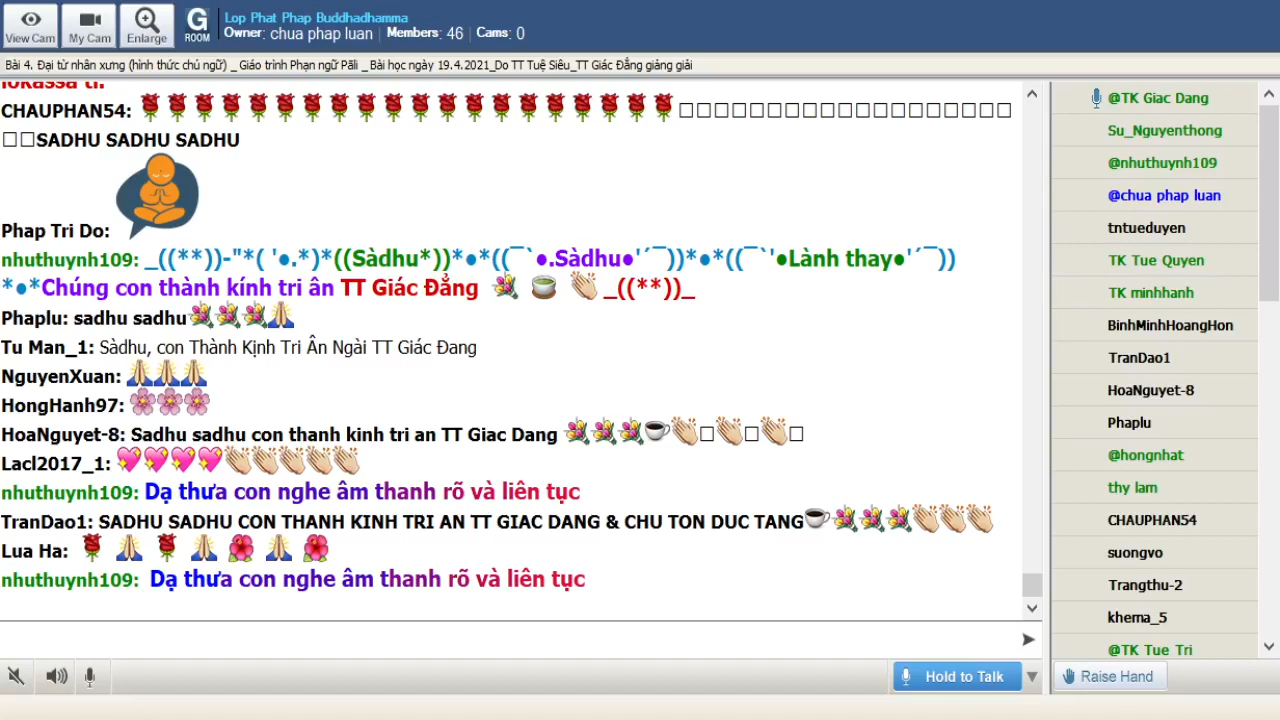 View Cam
My Cam
Enlarge
G
ROOM
Lop Phat Phap Buddhadhamma
Owner: chua phap luan | Members: 46 | Cams: 0
Bài 4. Đại từ nhân xưng (hình thức chủ ngữ) _ Giáo trình Phạn ngữ Pāli _ Bài học ngày 19.4.2021_Do TT Tuệ Siêu_TT Giác Đẳng giảng giải
lokassa ti.
CHAUPHAN54:
SADHU SADHU SADHU
Phap Tri Do:
nhuthuynh109: _((**))-"*( '●.*)*((Sàdhu*))*●*((¯`●.Sàdhu●'´¯))*●*((¯`'●Lành thay●'´¯))
*●*Chúng con thành kính tri ân TT Giác Đẳng _((**))_
Phaplu: sadhu sadhu
Tu Man_1: Sàdhu, con Thành Kịnh Tri Ân Ngài TT Giác Đang
NguyenXuan:
HongHanh97:
HoaNguyet-8: Sadhu sadhu con thanh kinh tri an TT Giac Dang
Lacl2017_1:
nhuthuynh109: Dạ thưa con nghe âm thanh rõ và liên tục
TranDao1: SADHU SADHU CON THANH KINH TRI AN TT GIAC DANG & CHU TON DUC TANG
Lua Ha:
nhuthuynh109: Dạ thưa con nghe âm thanh rõ và liên tục
Hold to Talk
@TK Giac Dang
Su_Nguyenthong
@nhuthuynh109
@chua phap luan
tntueduyen
TK Tue Quyen
TK minhhanh
BinhMinhHoangHon
TranDao1
HoaNguyet-8
Phaplu
@hongnhat
thy lam
CHAUPHAN54
suongvo
Trangthu-2
khema_5
@TK Tue Tri
Raise Hand